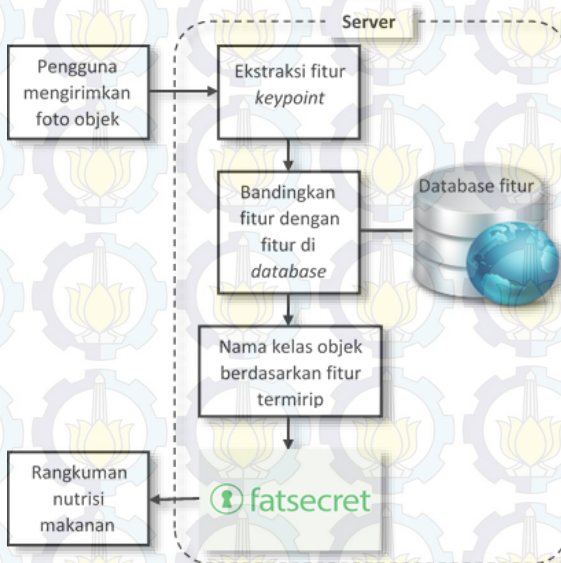 Server
Pengguna
mengirimkan
foto objek
Ekstraksi fitur
keypoint
Bandingkan
fitur dengan
fitur di
database
Database fitur
Nama kelas objek
berdasarkan fitur
termirip
fatsecret
Rangkuman
nutrisi
makanan